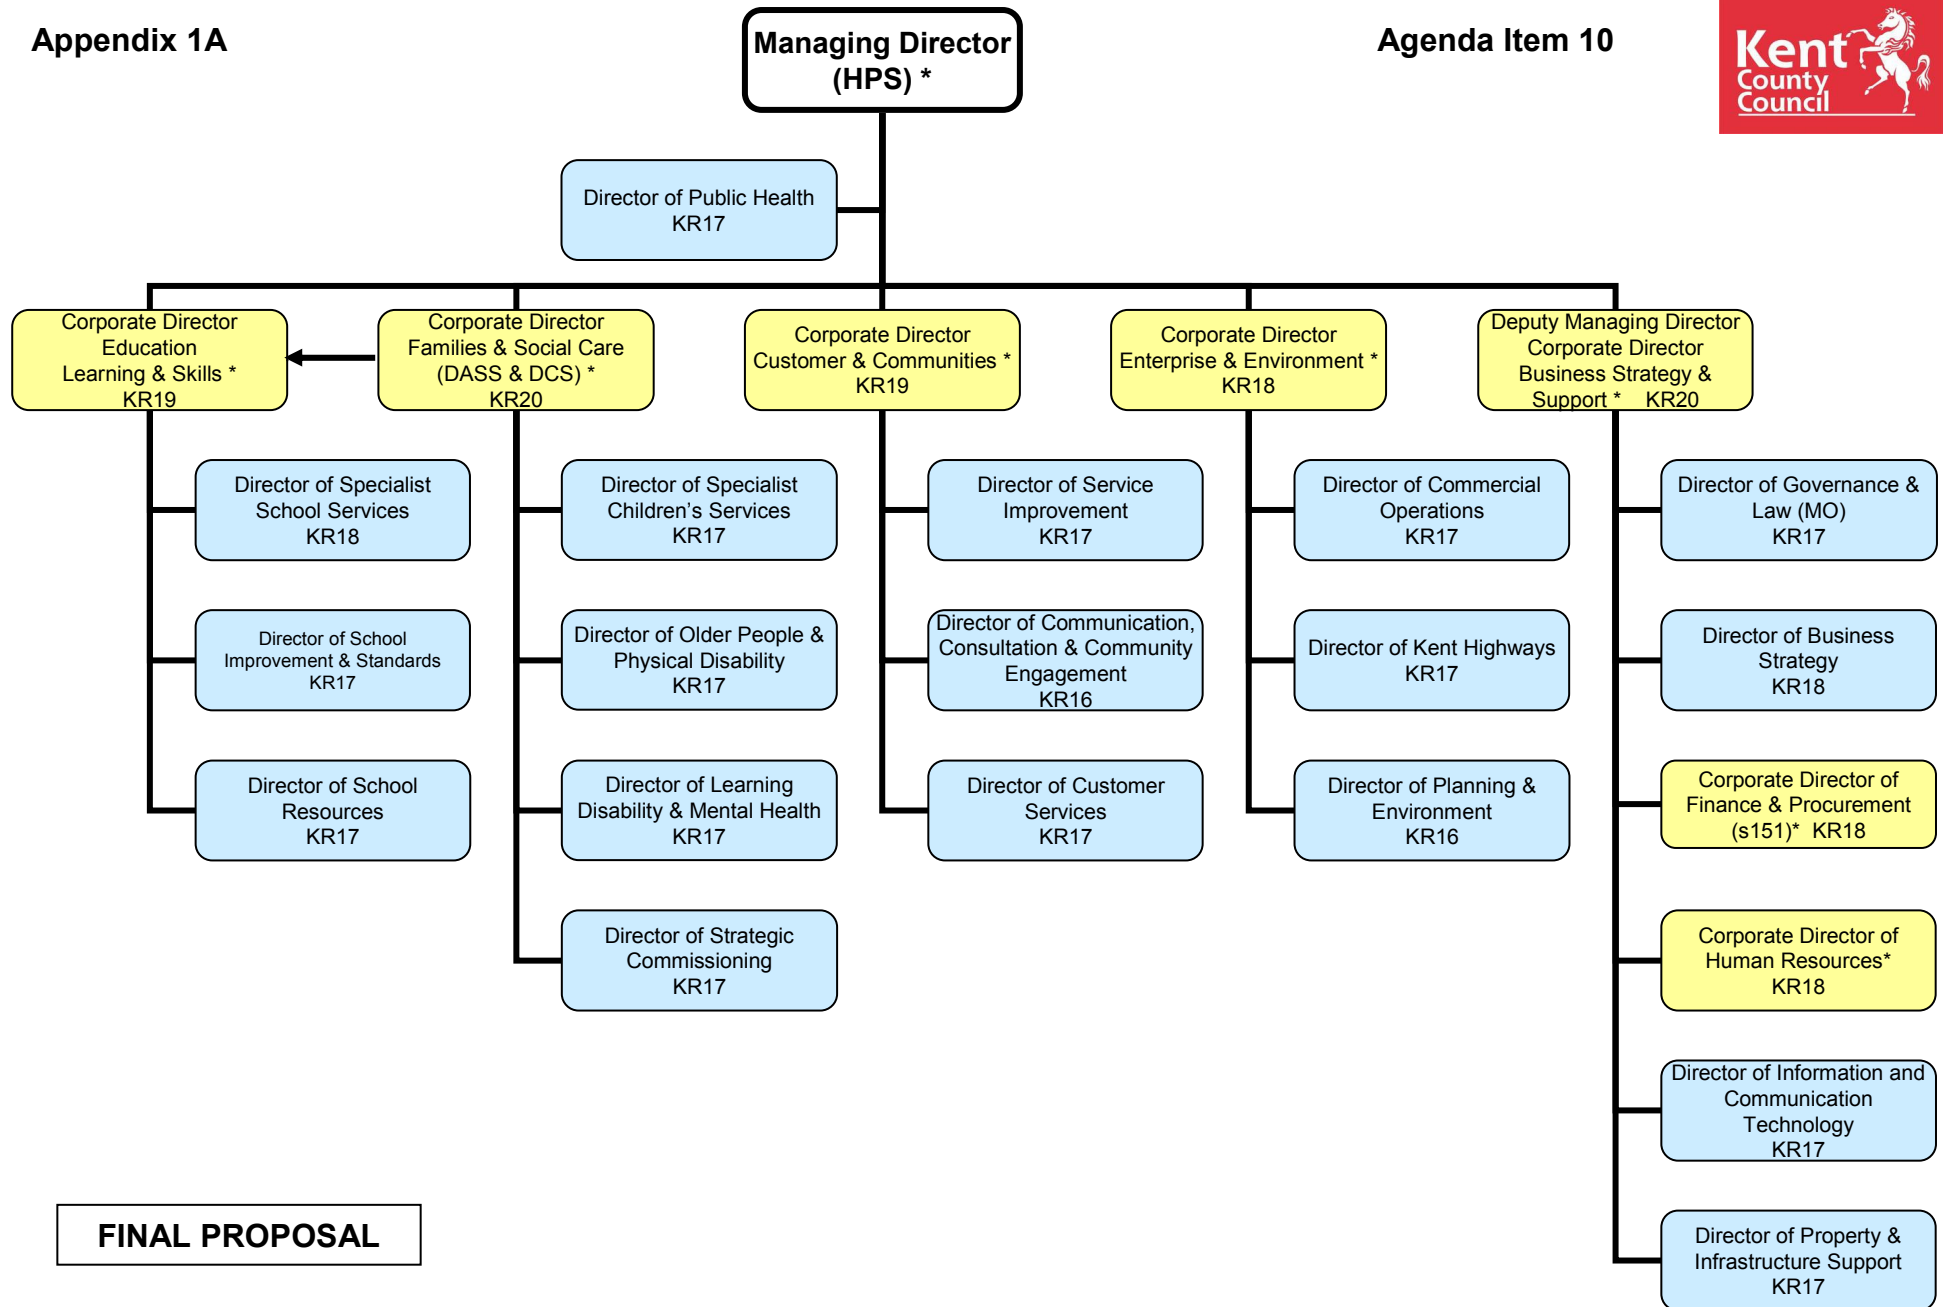 Appendix 1A
Managing Director
(HPS) *
Agenda Item 10
Kent
County
Council
Director of Public Health
KR17
Corporate Director
Education
Learning & Skills *
KR19
Corporate Director
Families & Social Care
(DASS & DCS) *
KR20
Corporate Director
Customer & Communities *
KR19
Corporate Director
Enterprise & Environment *
KR18
Deputy Managing Director
Corporate Director
Business Strategy &
Support * KR20
Director of Specialist
School Services
KR18
Director of School
Improvement & Standards
KR17
Director of School
Resources
KR17
Director of Specialist
Children’s Services
KR17
Director of Older People &
Physical Disability
KR17
Director of Learning
Disability & Mental Health
KR17
Director of Strategic
Commissioning
KR17
Director of Service
Improvement
KR17
Director of Communication,
Consultation & Community
Engagement
KR16
Director of Customer
Services
KR17
Director of Commercial
Operations
KR17
Director of Kent Highways
KR17
Director of Planning &
Environment
KR16
Director of Governance &
Law (MO)
KR17
Director of Business
Strategy
KR18
Corporate Director of
Finance & Procurement
(s151)* KR18
Corporate Director of
Human Resources*
KR18
Director of Information and
Communication
Technology
KR17
Director of Property &
Infrastructure Support
KR17
FINAL PROPOSAL